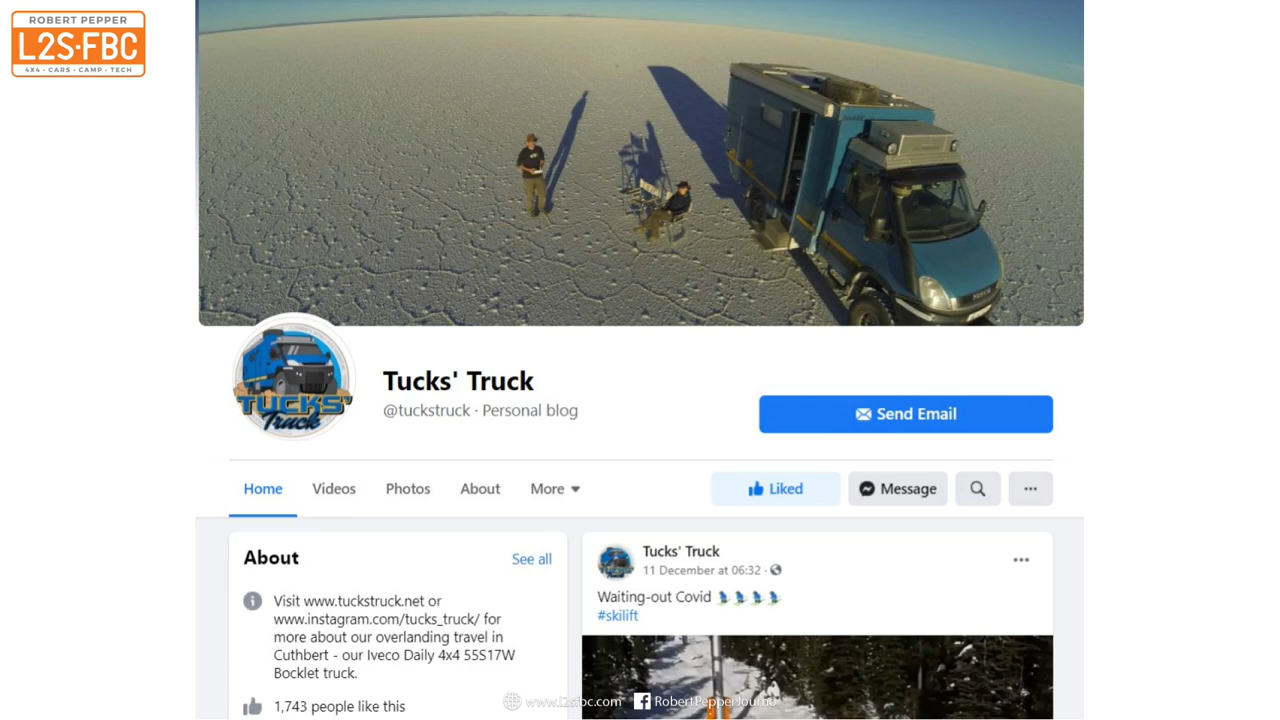 ROBERT PEPPER
L2S·FBC
4X4 • CARS • CAMP • TECH
TUCKS'
Truck
Tucks' Truck
@tuckstruck · Personal blog
Send Email
Home
Videos
Photos
About
More
Liked
Message
...
About
See all
Visit www.tuckstruck.net or
www.instagram.com/tucks_truck/ for
more about our overlanding travel in
Cuthbert - our Iveco Daily 4x4 55S17W
Bocklet truck.
1,743 people like this
Tucks' Truck
11 December at 06:32 ·
...
Waiting-out Covid
#skilift
www.l2sfbc.com
RobertPepperJourno